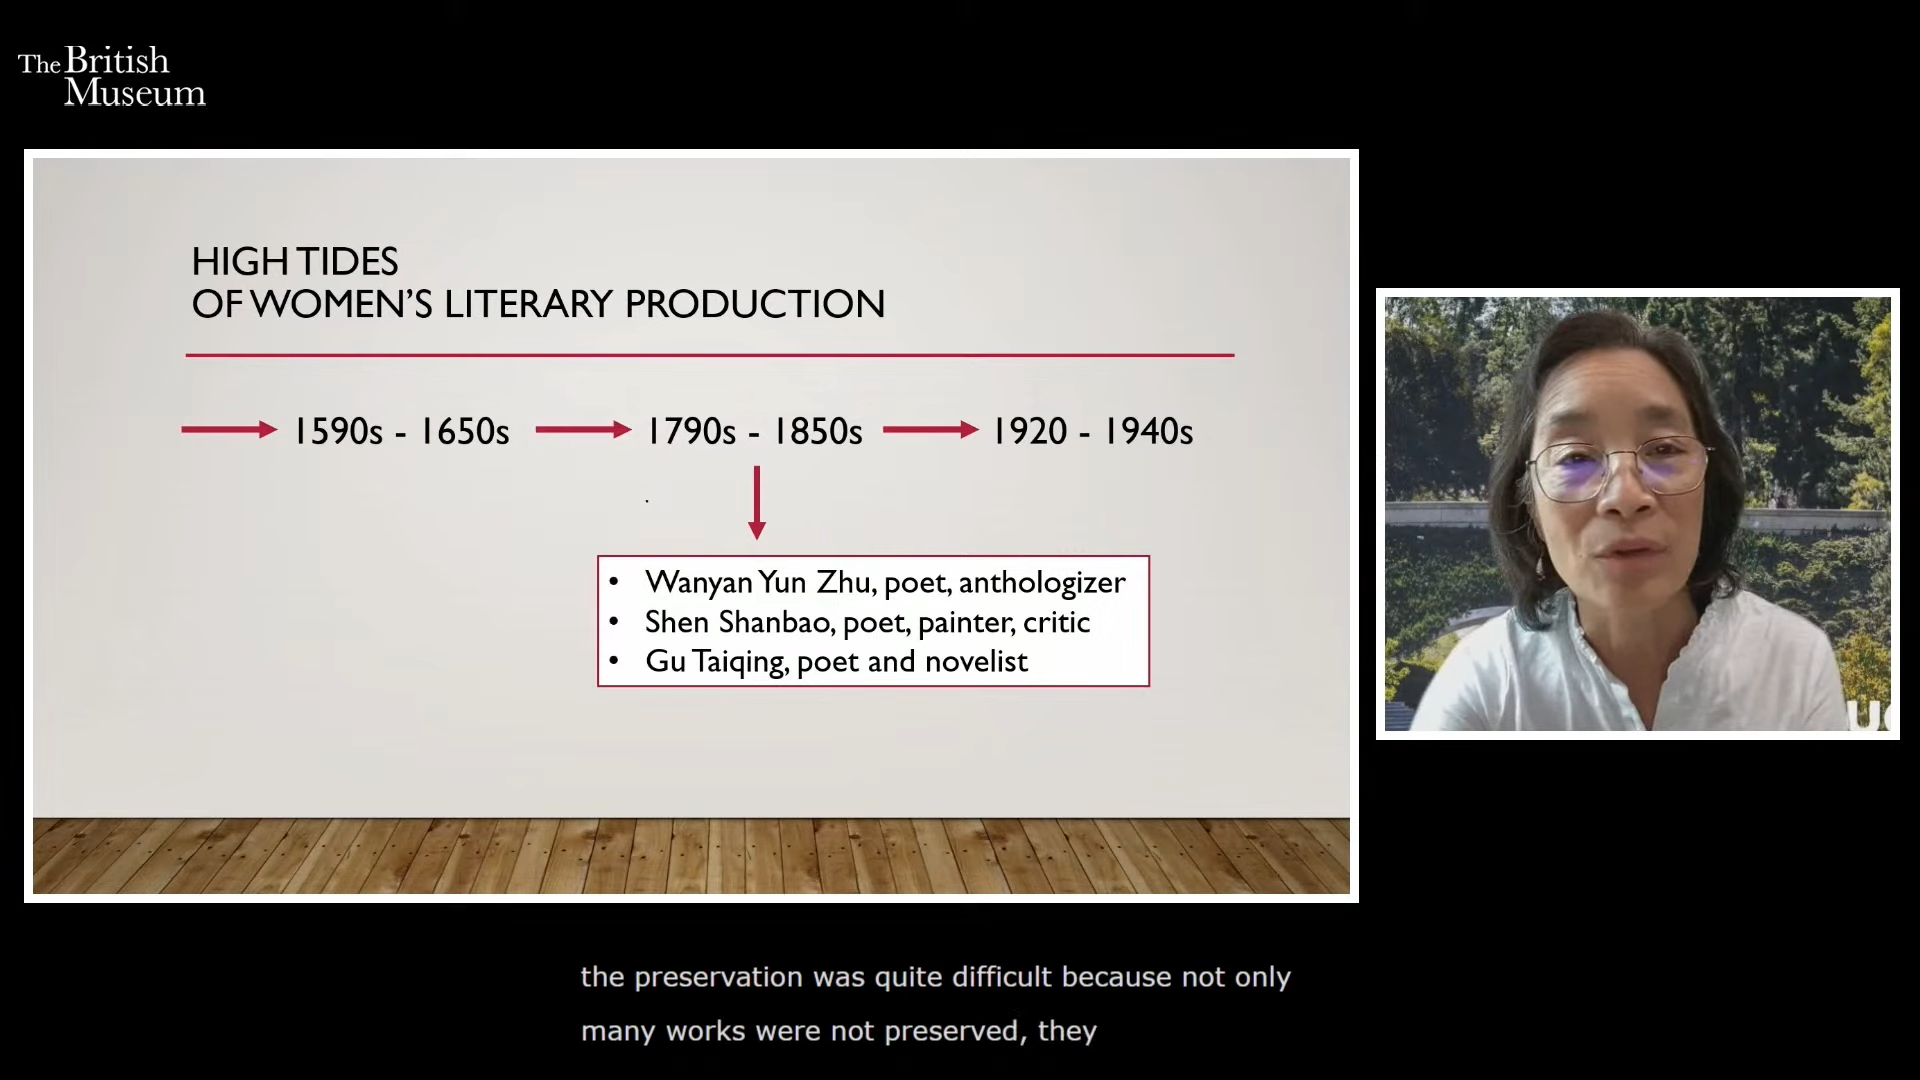 The British
Museum
HIGH TIDES
OF WOMEN’S LITERARY PRODUCTION
1590s - 1650s 1790s - 1850s 1920 - 1940s
.
• Wanyan Yun Zhu, poet, anthologizer
• Shen Shanbao, poet, painter, critic
• Gu Taiqing, poet and novelist
the preservation was quite difficult because not only
many works were not preserved, they